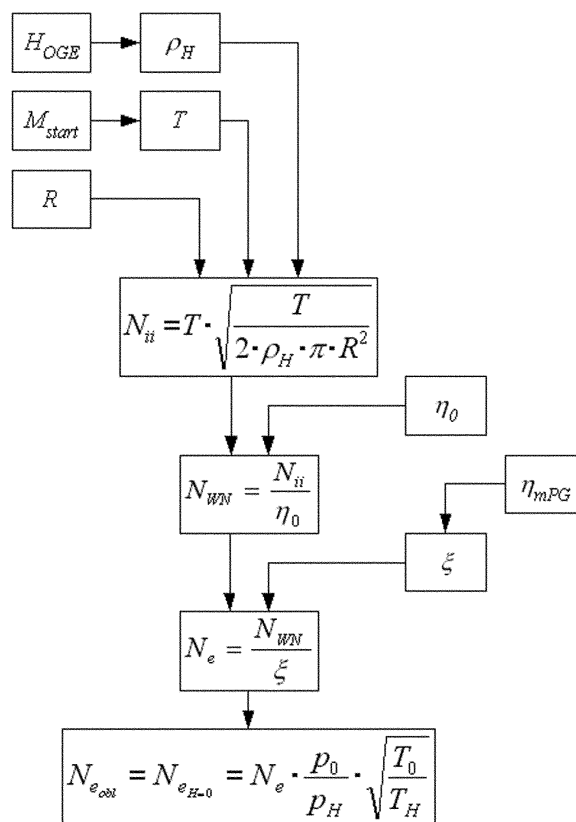 H_OGE ρ_H
M_start T
R
N_ii = T · √(T / (2 · ρ_H · π · R²))
η_0
N_WN = N_ii / η_0
η_mPG
ξ
N_e = N_WN / ξ
N_e_obl = N_e_H=0 = N_e · p_0 / p_H · √(T_0 / T_H)